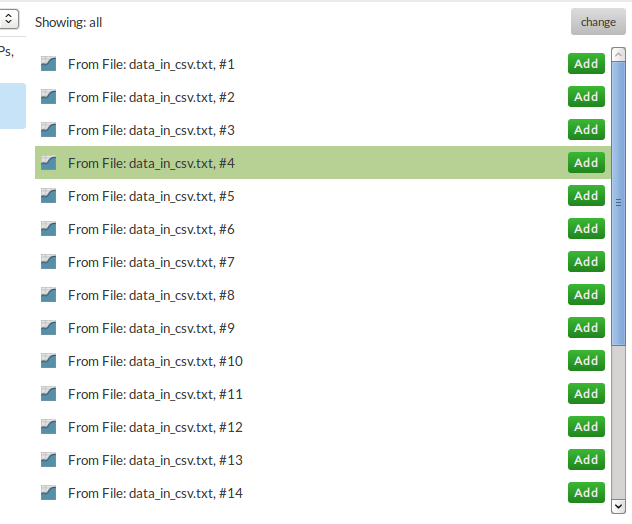 Showing: all change
Ps,
From File: data_in_csv.txt, #1 Add
From File: data_in_csv.txt, #2 Add
From File: data_in_csv.txt, #3 Add
From File: data_in_csv.txt, #4 Add
From File: data_in_csv.txt, #5 Add
From File: data_in_csv.txt, #6 Add
From File: data_in_csv.txt, #7 Add
From File: data_in_csv.txt, #8 Add
From File: data_in_csv.txt, #9 Add
From File: data_in_csv.txt, #10 Add
From File: data_in_csv.txt, #11 Add
From File: data_in_csv.txt, #12 Add
From File: data_in_csv.txt, #13 Add
From File: data_in_csv.txt, #14 Add